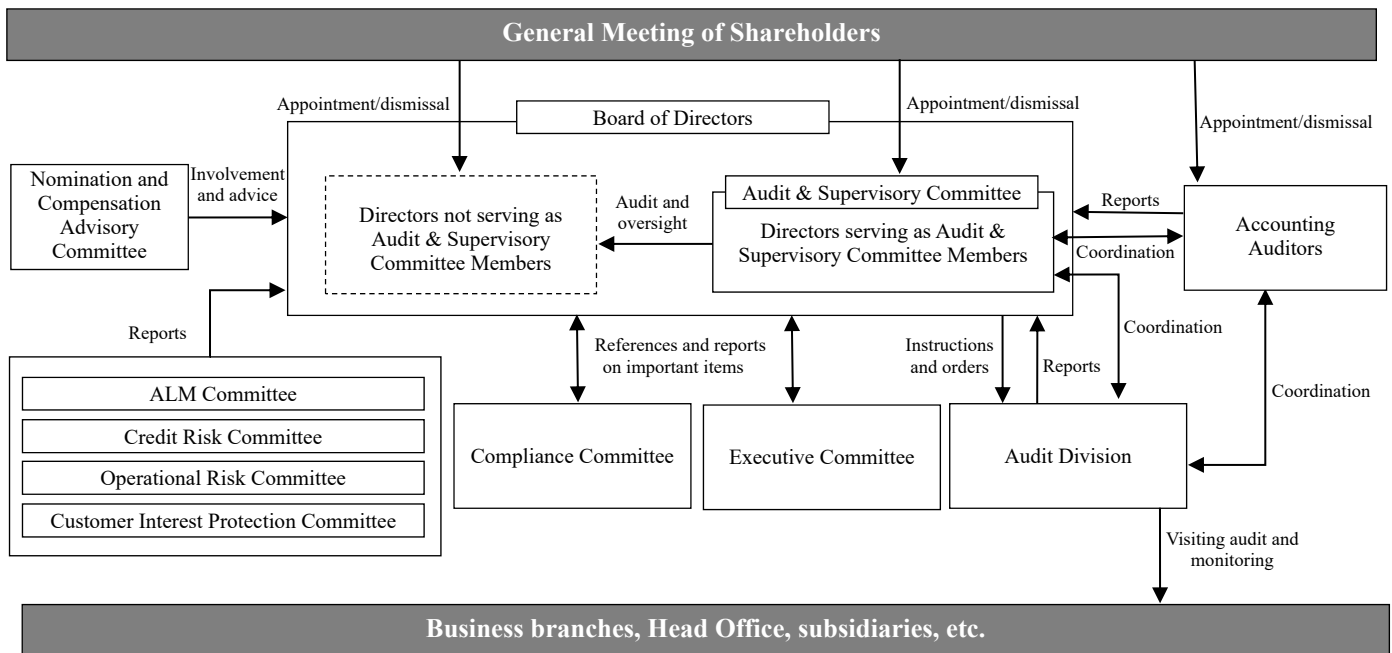 General Meeting of Shareholders
Appointment/dismissal
Appointment/dismissal
Appointment/dismissal
Board of Directors
Nomination and
Compensation
Advisory
Committee
Involvement
and advice
Directors not serving as
Audit & Supervisory
Committee Members
Audit and
oversight
Audit & Supervisory Committee
Directors serving as Audit &
Supervisory Committee Members
Reports
Coordination
Accounting
Auditors
Reports
References and reports
on important items
Instructions
and orders
Reports
Coordination
Coordination
ALM Committee
Credit Risk Committee
Operational Risk Committee
Customer Interest Protection Committee
Compliance Committee
Executive Committee
Audit Division
Visiting audit and
monitoring
Business branches, Head Office, subsidiaries, etc.